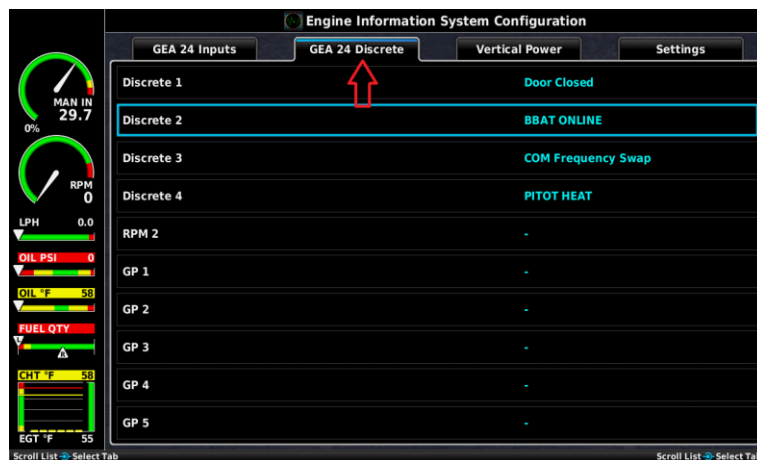 Engine Information System Configuration
GEA 24 Inputs
GEA 24 Discrete
Vertical Power
Settings
Discrete 1 Door Closed
Discrete 2 BBAT ONLINE
Discrete 3 COM Frequency Swap
Discrete 4 PITOT HEAT
RPM 2 -
GP 1 -
GP 2 -
GP 3 -
GP 4 -
GP 5 -
MAN IN
29.7
0%
RPM
0
LPH 0.0
OIL PSI 0
OIL °F 58
FUEL QTY
L
R
CHT °F 58
EGT °F 55
Scroll List Select Tab
Scroll List Select Tab